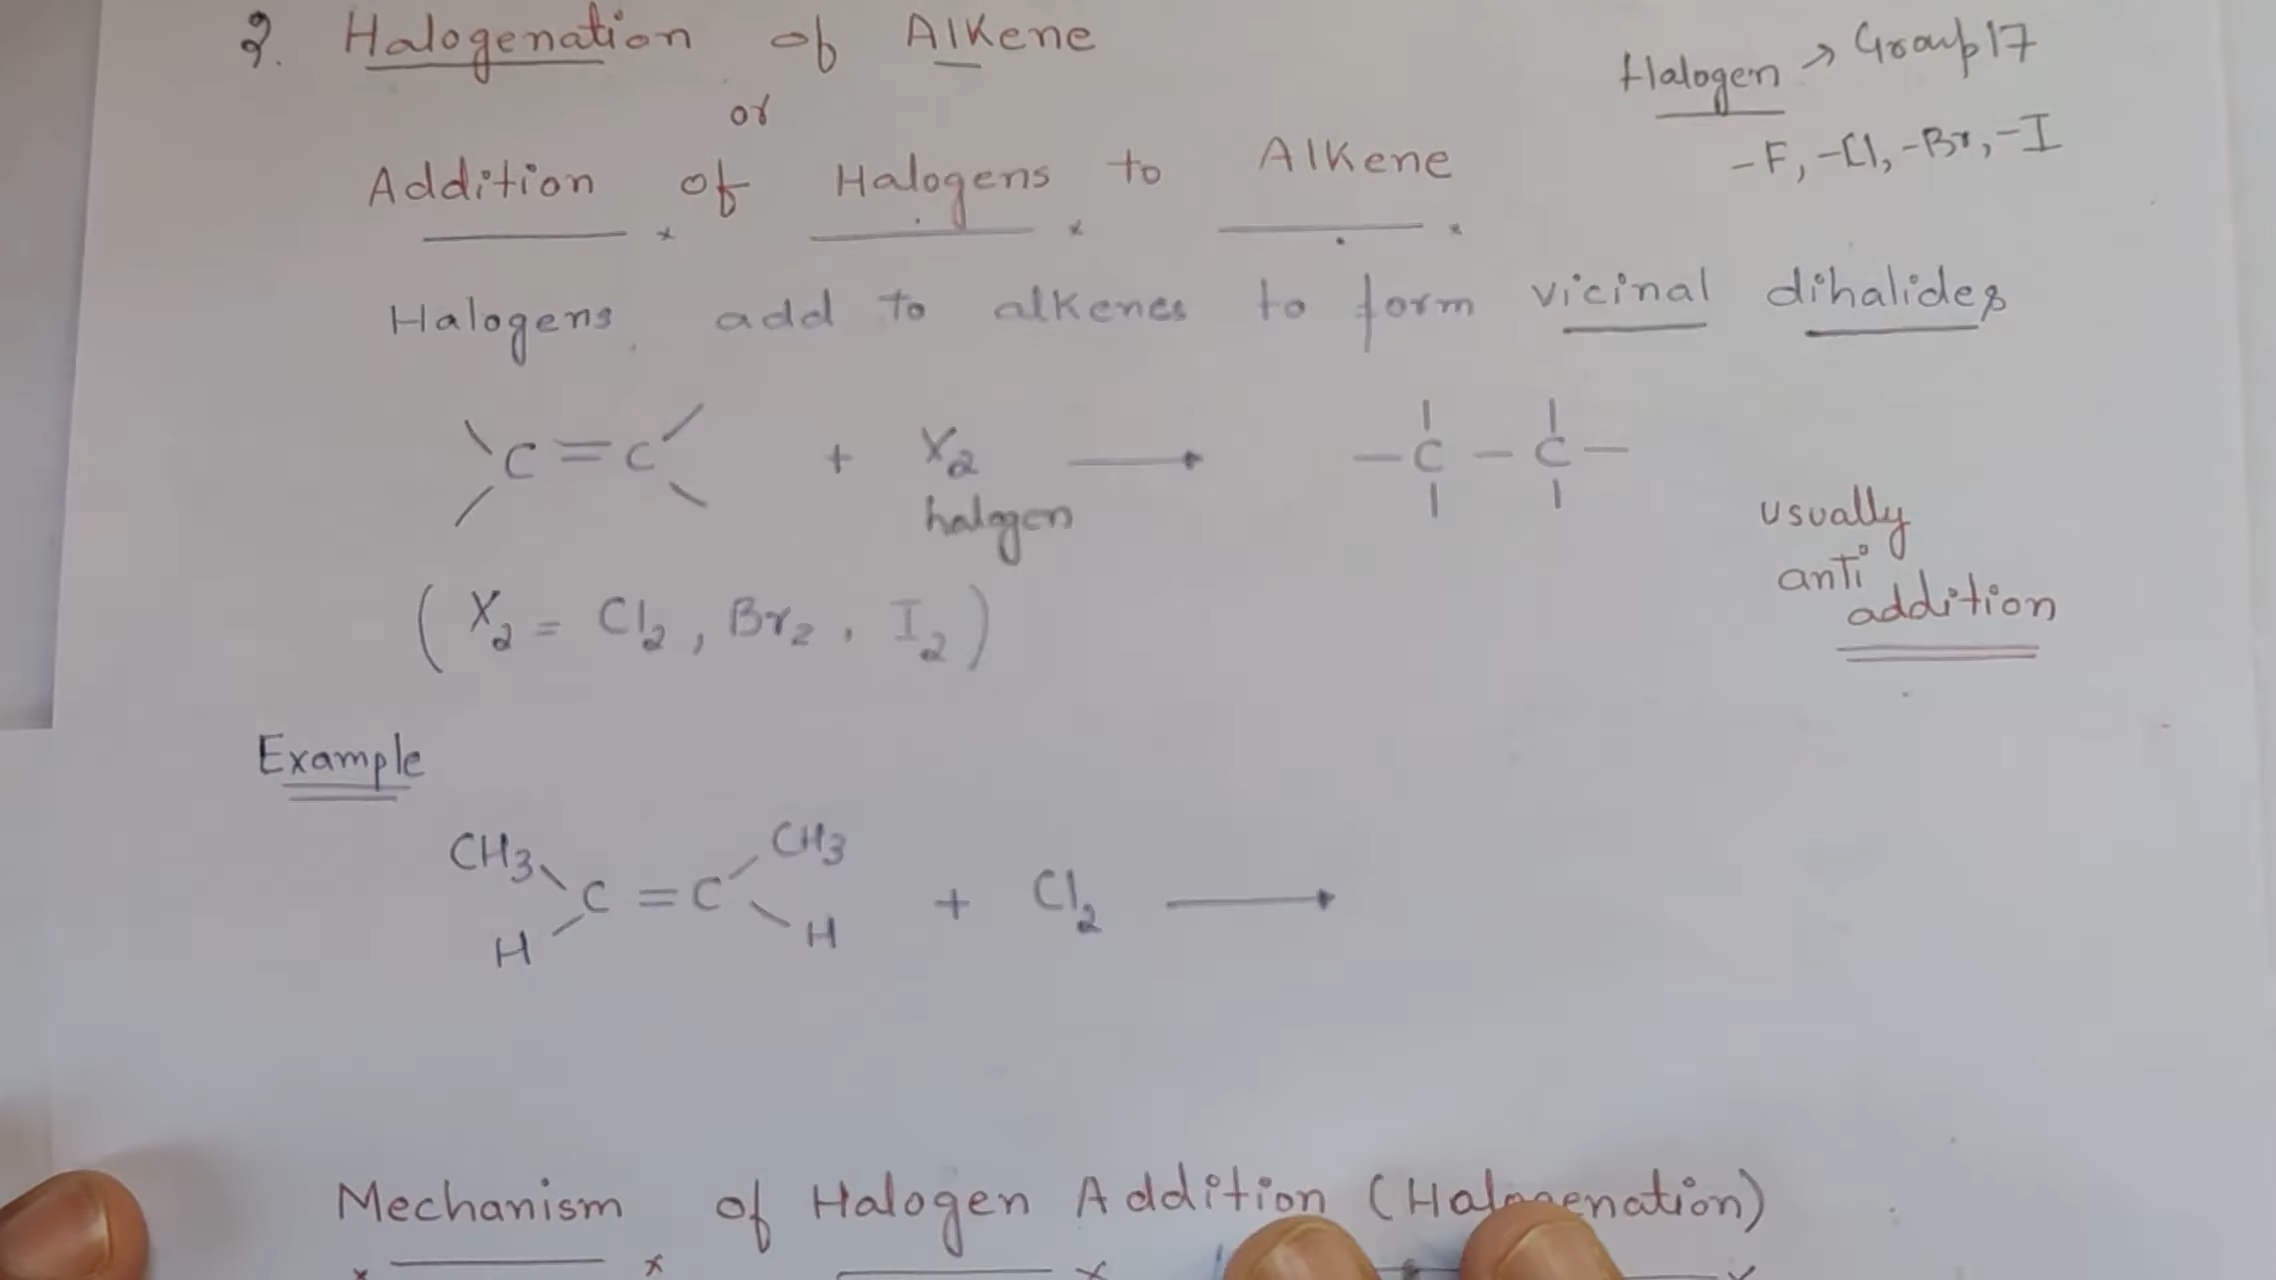 2. Halogenation of Alkene
or
Halogen → Group 17
-F, -Cl, -Br, -I
Addition of Halogens to Alkene
Halogens add to alkenes to form vicinal dihalides
C = C + X2 → - C - C -
halogen
usually
anti
addition
( X2 = Cl2, Br2, I2 )
Example
CH3 CH3
C = C + Cl2 →
H H
Mechanism of Halogen Addition (Halogenation)